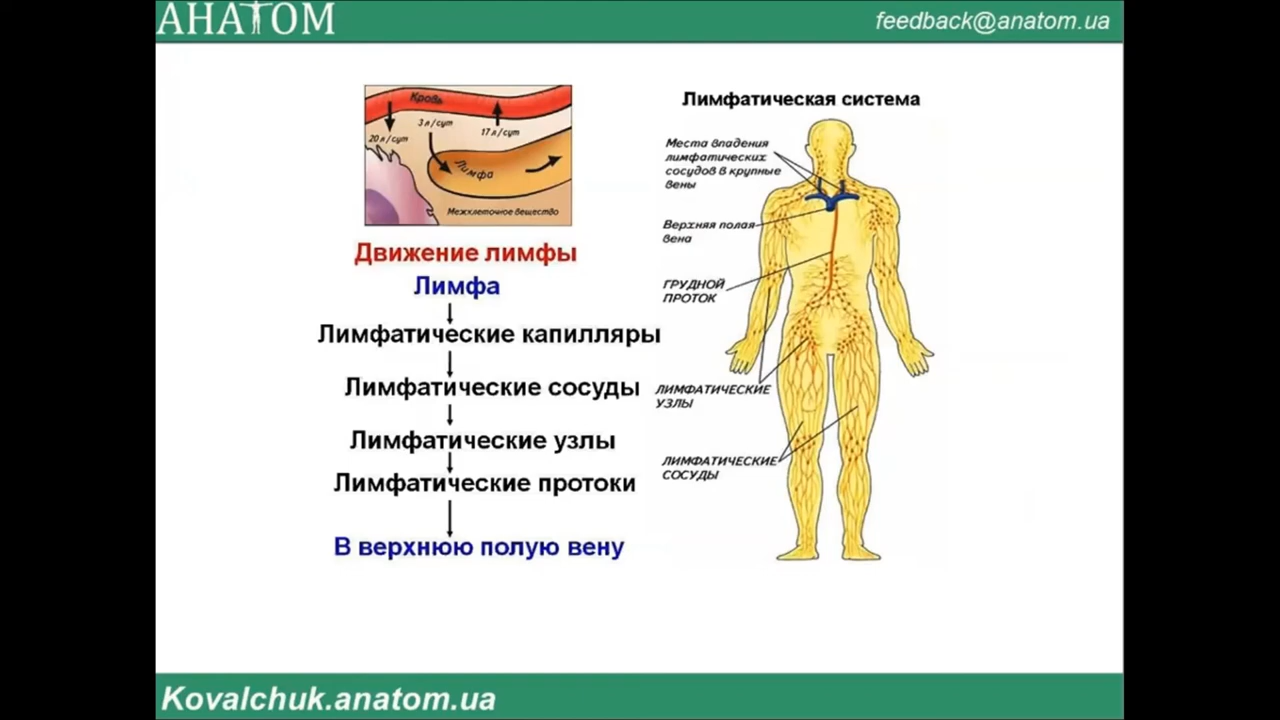 АНАТОМ
feedback@anatom.ua
Кровь
3 л/сут
20 л/сут
17 л/сут
Лимфа
Межклеточное вещество
Движение лимфы
Лимфа
Лимфатические капилляры
Лимфатические сосуды
Лимфатические узлы
Лимфатические протоки
В верхнюю полую вену
Лимфатическая система
Места впадения
лимфатических
сосудов в крупные
вены
Верхняя полая
вена
ГРУДНОЙ
ПРОТОК
ЛИМФАТИЧЕСКИЕ
УЗЛЫ
ЛИМФАТИЧЕСКИЕ
СОСУДЫ
Kovalchuk.anatom.ua